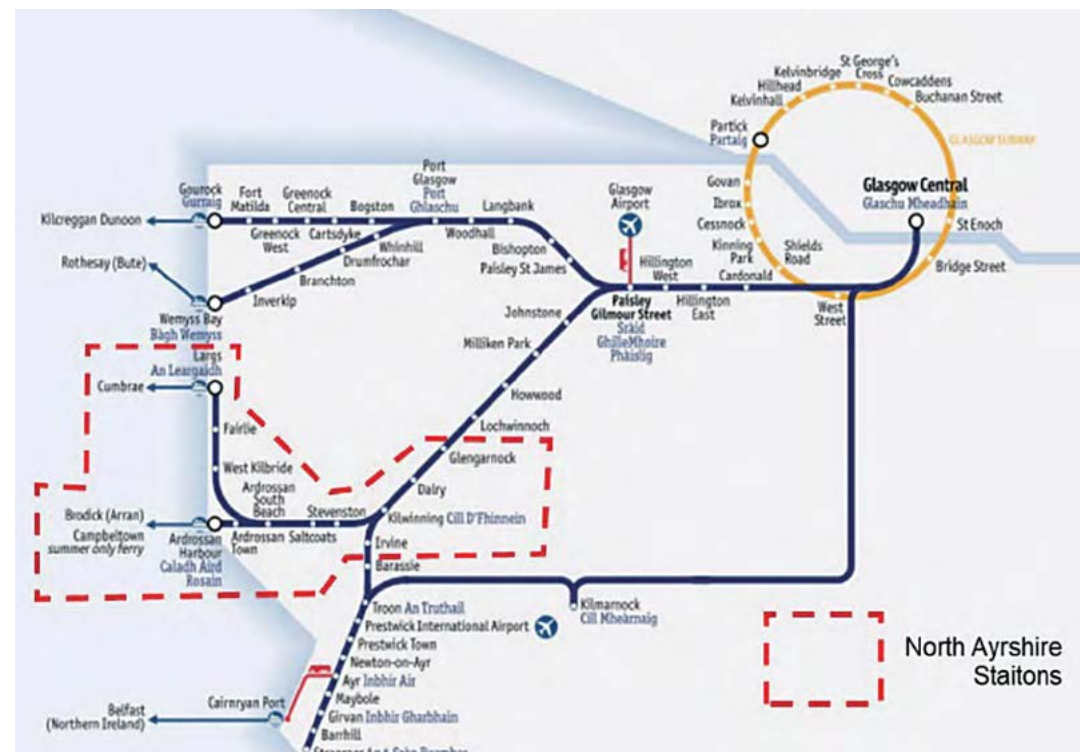 St George's
Cross
Kelvinbridge
Cowcaddens
Hillhead
Buchanan Street
Kelvinhall
Partick
Partaig
GLASGOW SUBWAY
Govan
Ibrox
Cessnock
Kinning
Park
Shields
Road
Glasgow Central
Glaschu Mheadhain
St Enoch
Bridge Street
West
Street
Port
Glasgow
Port
Ghlaschu
Gourock
Guraig
Fort
Matilda
Greenock
Central
Bogston
Langbank
Glasgow
Airport
Kilcreggan Dunoon
Greenock
West
Cartsdyke
Whinhill
Woodhall
Drumfrochar
Bishopton
Branchton
Paisley St James
Rothesay (Bute)
Inverkip
Hillington
West
Cardonald
Wemyss Bay
Bàgh Wemyss
Johnstone
Paisley
Gilmour Street
Sràid
GhilleMhoire
Phàislig
Hillington
East
Milliken Park
Largs
An Leargaidh
Cumbrae
Howwood
Lochwinnoch
Fairlie
Glengarnock
West Kilbride
Dalry
Ardrossan
South
Beach
Stevenston
Kilwinning Cill D'Fhinnein
Brodick (Arran)
Campbeltown
summer only ferry
Ardrossan
Harbour
Caladh Aird
Rosain
Ardrossan
Town
Saltcoats
Irvine
Barassie
Troon An Truthail
Kilmarnock
Cill Mheàrnaig
Prestwick International Airport
Prestwick Town
Newton-on-Ayr
Ayr Inbhir Air
Maybole
Cairnryan Port
Girvan Inbhir Gharbhain
Belfast
(Northern Ireland)
Barrhill
North Ayrshire
Staitons